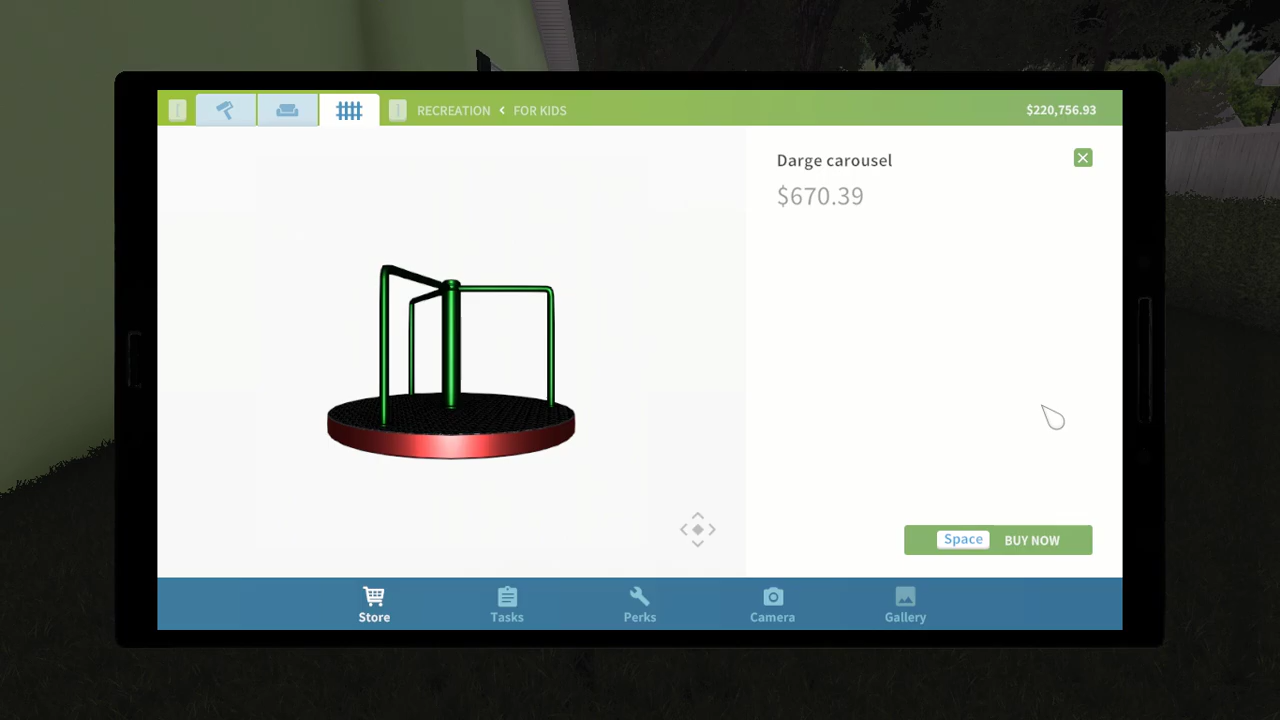 RECREATION < FOR KIDS
$220,756.93
Darge carousel
$670.39
Space BUY NOW
Store
Tasks
Perks
Camera
Gallery